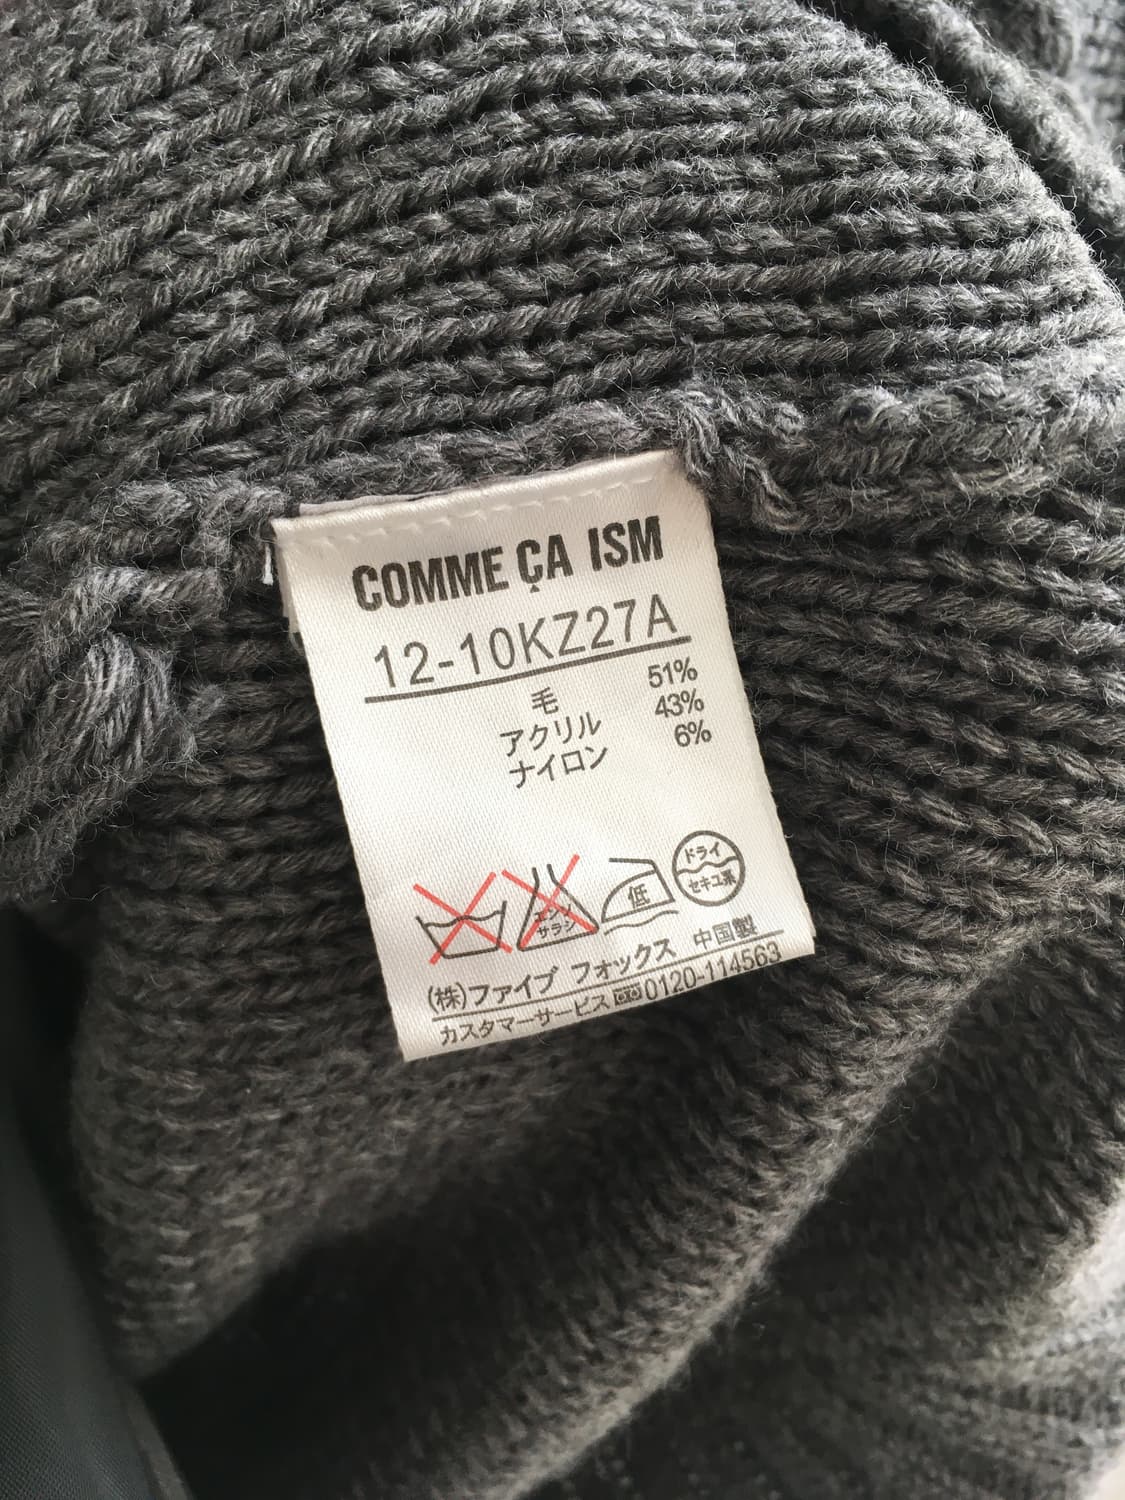 COMME ÇA ISM
12-10KZ27A
毛 51%
アクリル 43%
ナイロン 6%
エンソ
サラシ
低
ドライ
セキユ系
(株)ファイブ フォックス 中国製
カスタマーサービス 0120-114563